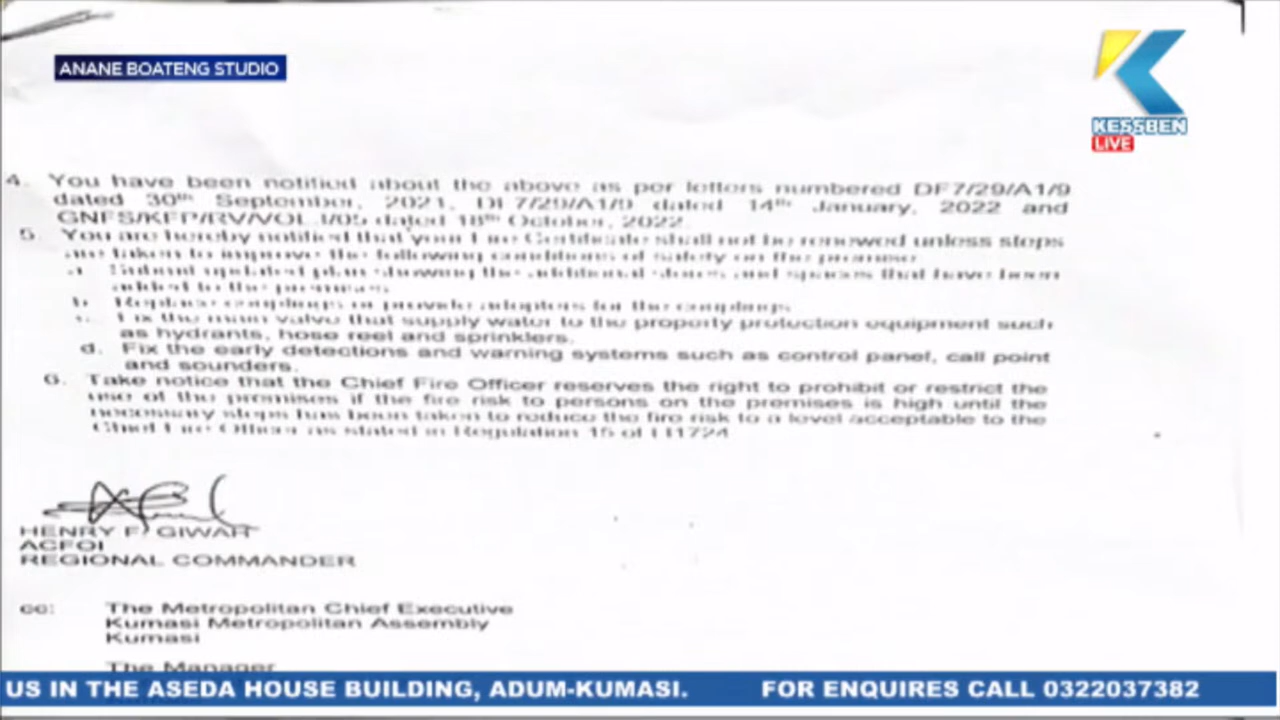 ANANE BOATENG STUDIO
KESSBEN
LIVE
4. You have been notified about the above as per letters numbered DF7/29/A1/9
dated 30th September, 2021, DF7/29/A1/9 dated 14th January, 2022 and
GNFS/KFP/RV/VOL.1/05 dated 18th October, 2022.
5. You are hereby notified that your Fire Certificate shall not be renewed unless steps
are taken to improve the following conditions of safety on the premise
a. Submit updated plan showing the additional stores and spaces that have been
added to the premises.
b. Replace couplings or provide adopters for the couplings.
c. Fix the main valve that supply water to the property protection equipment such
as hydrants, hose reel and sprinklers.
d. Fix the early detections and warning systems such as control panel, call point
and sounders.
6. Take notice that the Chief Fire Officer reserves the right to prohibit or restrict the
use of the premises if the fire risk to persons on the premises is high until the
necessary steps has been taken to reduce the fire risk to a level acceptable to the
Chief Fire Officer as stated in Regulation 15 of LI1724
HENRY F. GIWAH
ACFOI
REGIONAL COMMANDER
cc: The Metropolitan Chief Executive
Kumasi Metropolitan Assembly
Kumasi
The Manager
US IN THE ASEDA HOUSE BUILDING, ADUM-KUMASI. FOR ENQUIRES CALL 0322037382